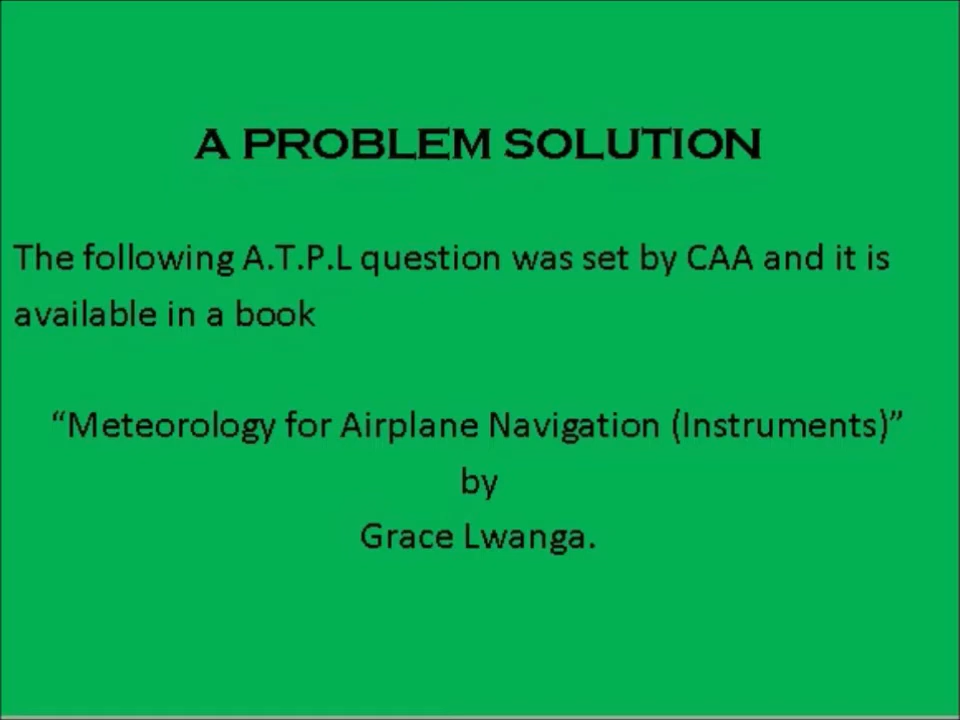 A PROBLEM SOLUTION
The following A.T.P.L question was set by CAA and it is
available in a book
“Meteorology for Airplane Navigation (Instruments)”
by
Grace Lwanga.